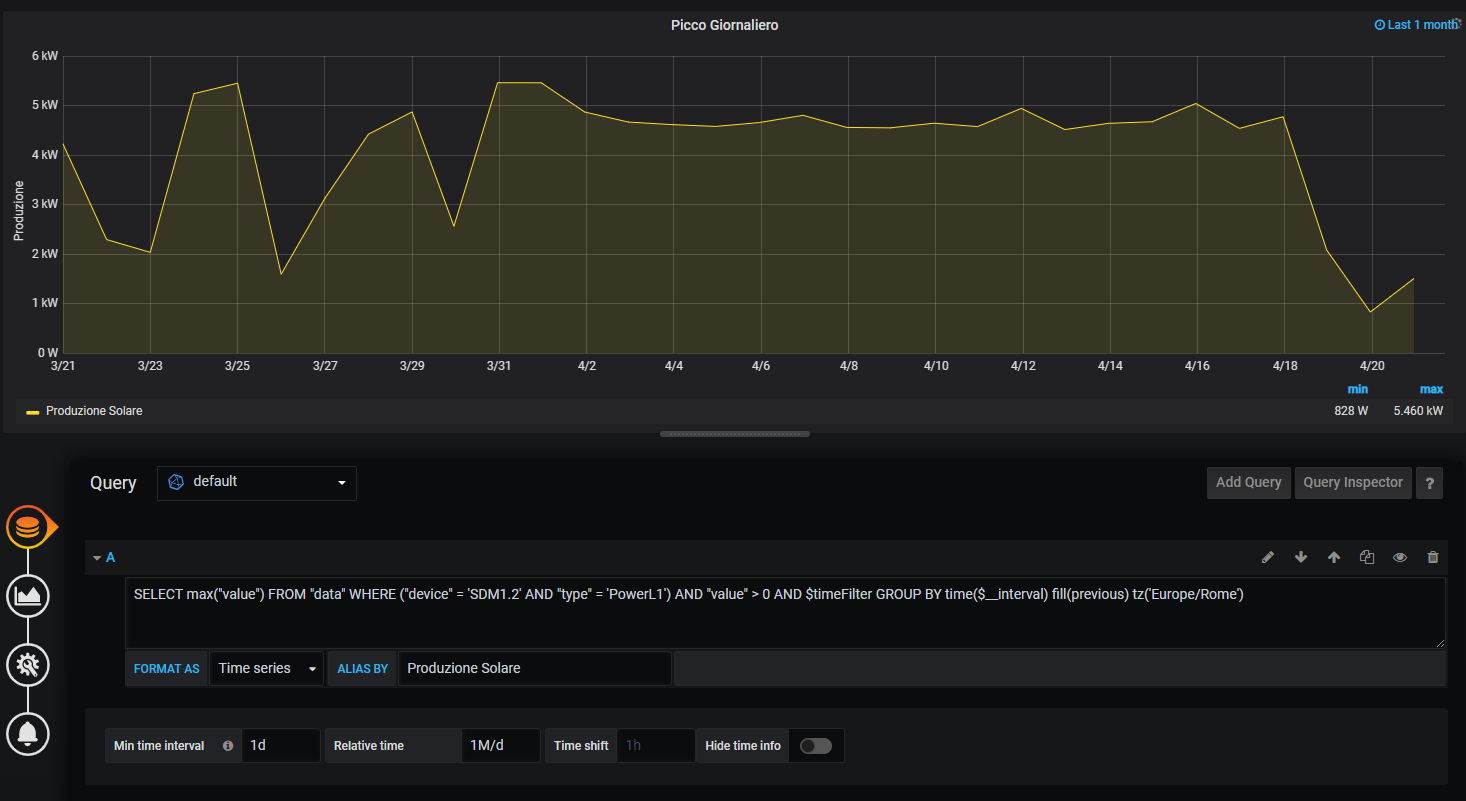 Picco Giornaliero
Last 1 month
6 kW
5 kW
4 kW
3 kW
2 kW
1 kW
0 W
Produzione
3/21 3/23 3/25 3/27 3/29 3/31 4/2 4/4 4/6 4/8 4/10 4/12 4/14 4/16 4/18 4/20
min max
Produzione Solare 828 W 5.460 kW
Query default Add Query Query Inspector ?
A
SELECT max("value") FROM "data" WHERE ("device" = 'SDM1.2' AND "type" = 'PowerL1') AND "value" > 0 AND $timeFilter GROUP BY time($__interval) fill(previous) tz('Europe/Rome')
FORMAT AS Time series ALIAS BY Produzione Solare
Min time interval 1d Relative time 1M/d Time shift 1h Hide time info